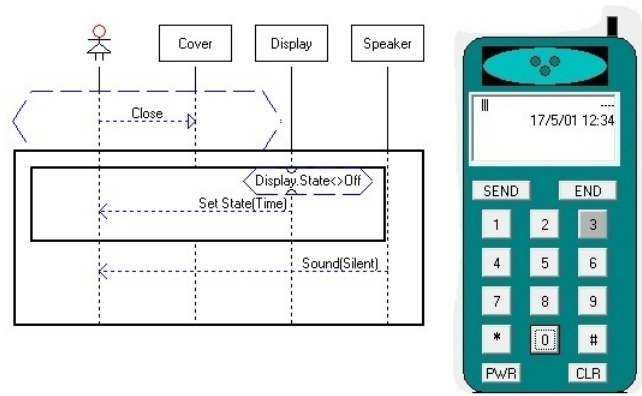 Cover
Display
Speaker
Close
Display.State<>Off
Set State(Time)
Sound(Silent)
17/5/01 12:34
SEND
END
1 2 3
4 5 6
7 8 9
* 0 #
PWR
CLR